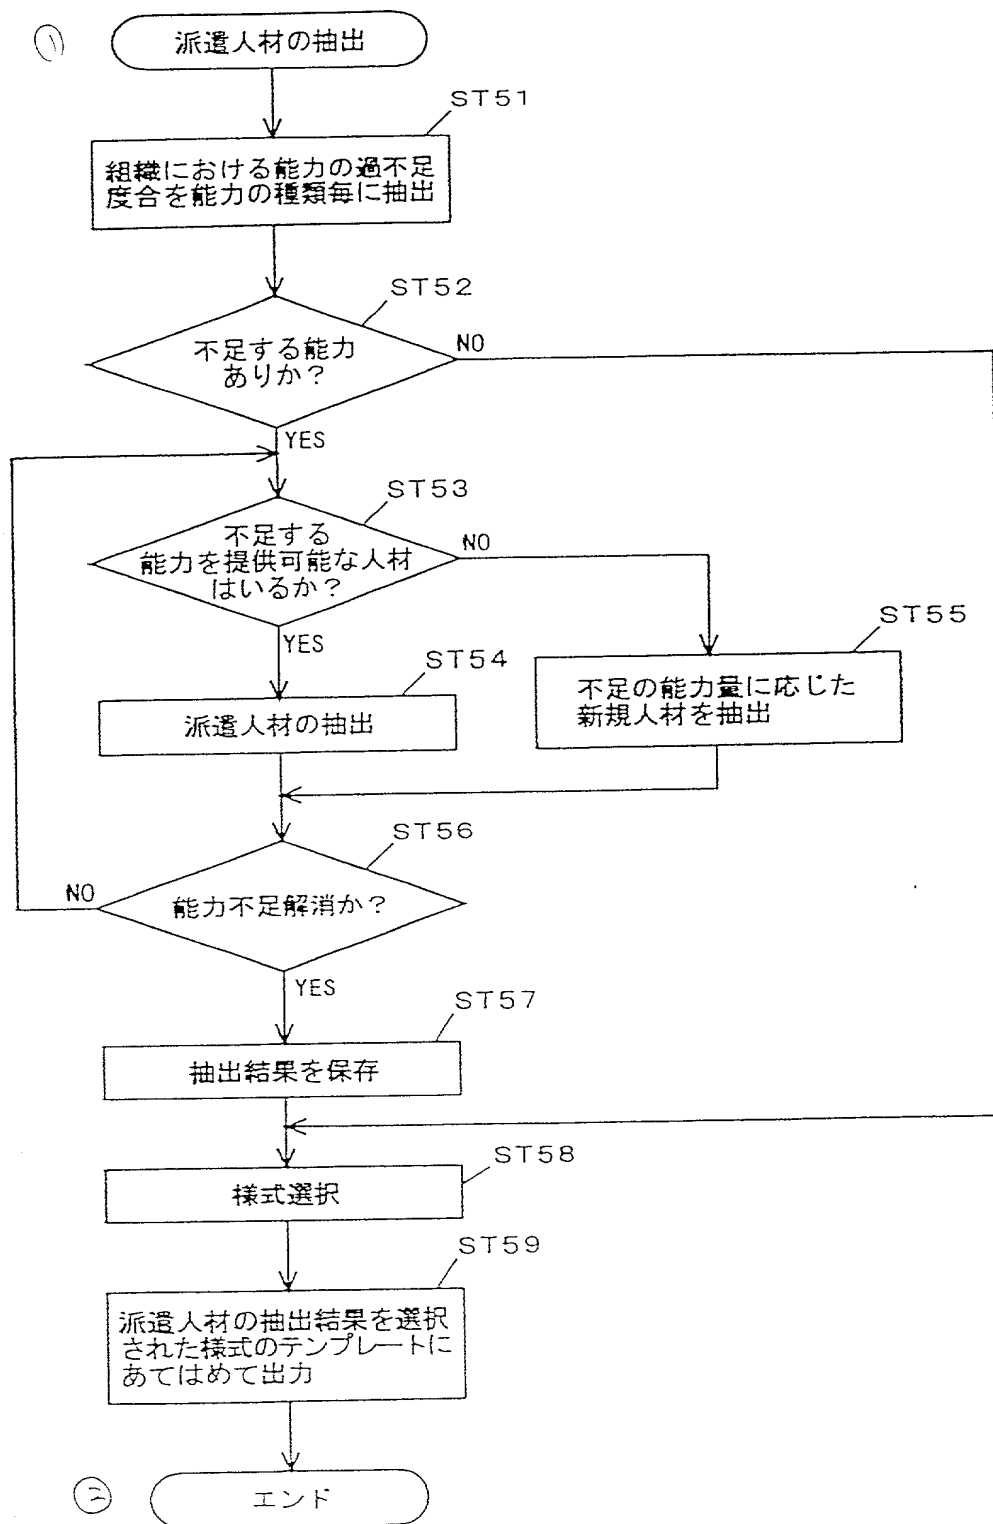 ①
派遣人材の抽出
ST51
組織における能力の過不足
度合を能力の種類毎に抽出
ST52
不足する能力
ありか？
NO
YES
ST53
不足する
能力を提供可能な人材
はいるか？
NO
YES
ST54
派遣人材の抽出
ST55
不足の能力量に応じた
新規人材を抽出
ST56
能力不足解消か？
NO
YES
ST57
抽出結果を保存
ST58
様式選択
ST59
派遣人材の抽出結果を選択
された様式のテンプレートに
あてはめて出力
②
エンド